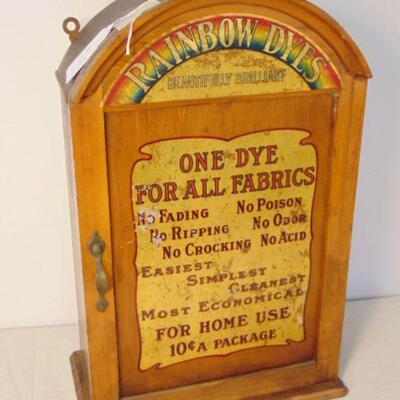 RAINBOW DYES
BEAUTIFULLY BRILLIANT
ONE DYE
FOR ALL FABRICS
NO FADING NO POISON
NO RIPPING NO ODOR
NO CROCKING NO ACID
EASIEST
SIMPLEST
CLEANEST
MOST ECONOMICAL
FOR HOME USE
10¢ A PACKAGE